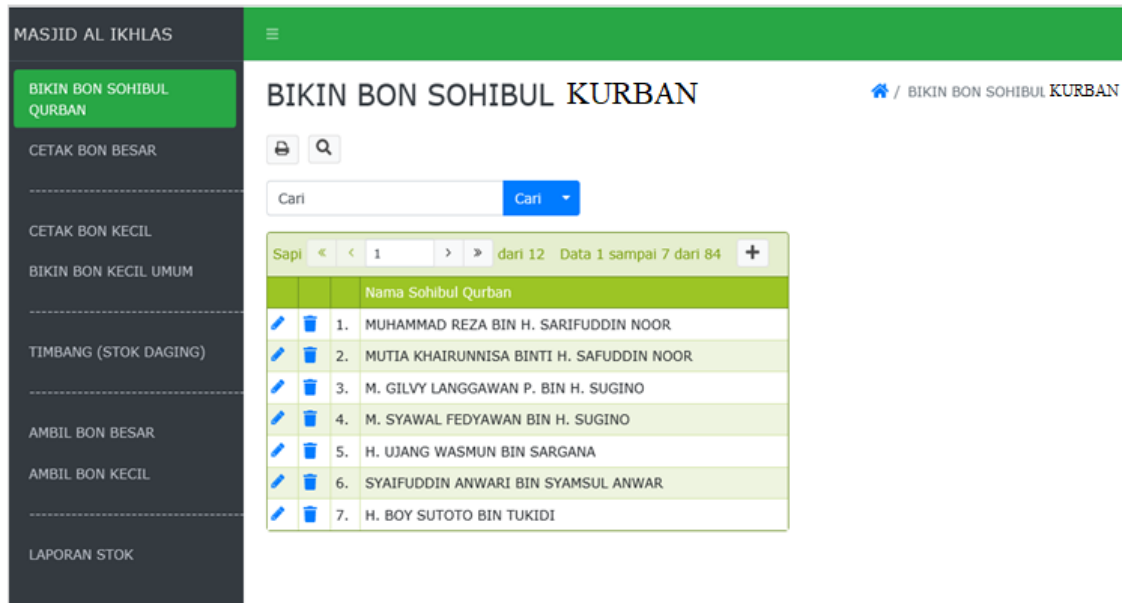 MASJID AL IKHLAS
BIKIN BON SOHIBUL
QURBAN
CETAK BON BESAR
CETAK BON KECIL
BIKIN BON KECIL UMUM
TIMBANG (STOK DAGING)
AMBIL BON BESAR
AMBIL BON KECIL
LAPORAN STOK
BIKIN BON SOHIBUL KURBAN
/ BIKIN BON SOHIBUL KURBAN
Cari Cari
Sapi « < 1 > » dari 12 Data 1 sampai 7 dari 84 +
Nama Sohibul Qurban
1. MUHAMMAD REZA BIN H. SARIFUDDIN NOOR
2. MUTIA KHAIRUNNISA BINTI H. SAFUDDIN NOOR
3. M. GILVY LANGGAWAN P. BIN H. SUGINO
4. M. SYAWAL FEDYAWAN BIN H. SUGINO
5. H. UJANG WASMUN BIN SARGANA
6. SYAIFUDDIN ANWARI BIN SYAMSUL ANWAR
7. H. BOY SUTOTO BIN TUKIDI